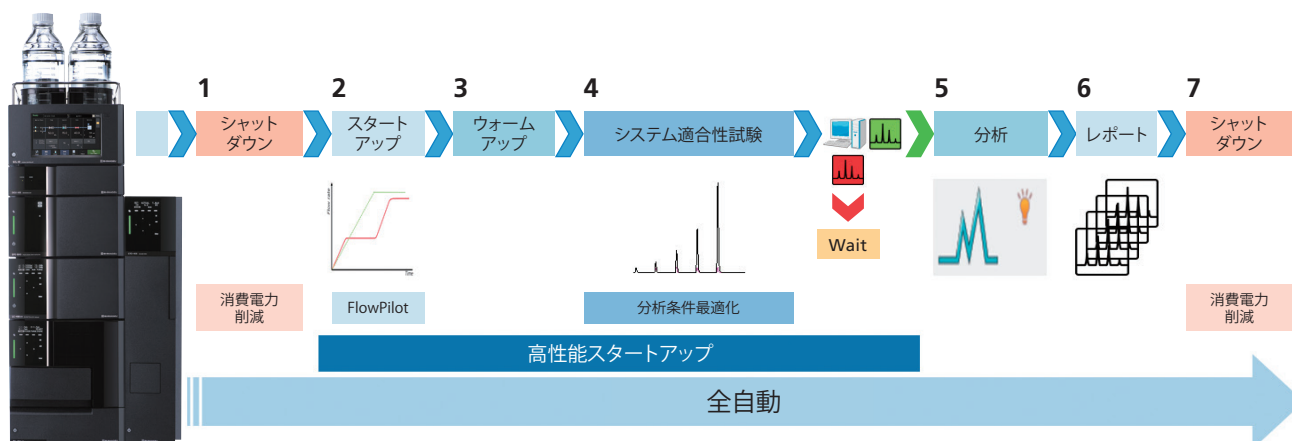 1
2
3
4
5
6
7
シャット
ダウン
スタート
アップ
ウォーム
アップ
システム適合性試験
分析
レポート
シャット
ダウン
Flow rate
Time
Wait
消費電力
削減
FlowPilot
分析条件最適化
消費電力
削減
高性能スタートアップ
全自動